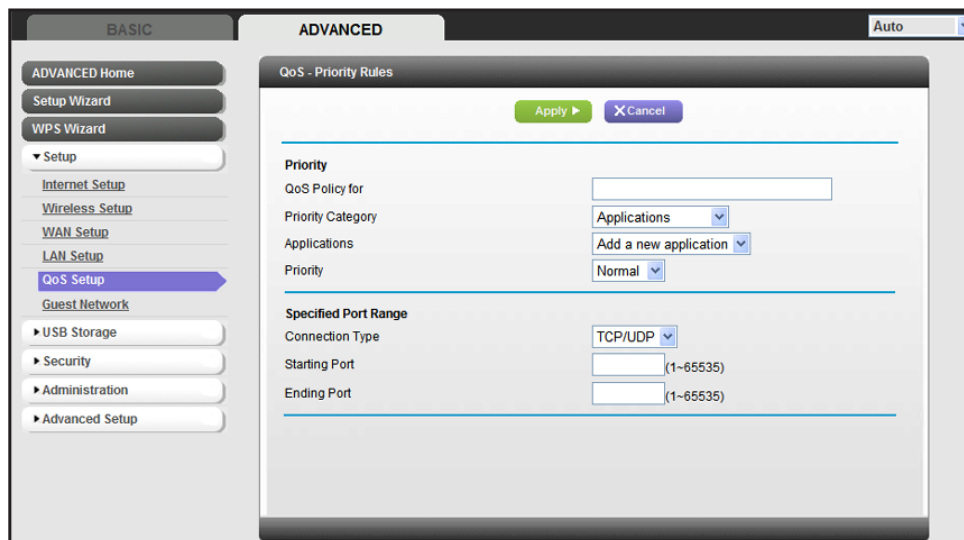 BASIC
ADVANCED
Auto
ADVANCED Home
Setup Wizard
WPS Wizard
Setup
Internet Setup
Wireless Setup
WAN Setup
LAN Setup
QoS Setup
Guest Network
USB Storage
Security
Administration
Advanced Setup
QoS - Priority Rules
Apply
Cancel
Priority
QoS Policy for
Priority Category Applications
Applications Add a new application
Priority Normal
Specified Port Range
Connection Type TCP/UDP
Starting Port (1~65535)
Ending Port (1~65535)